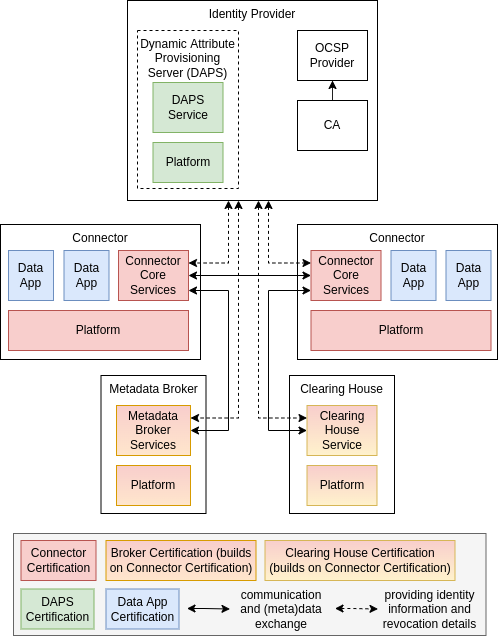 Identity Provider
Dynamic Attribute
Provisioning
Server (DAPS)
DAPS
Service
Platform
OCSP
Provider
CA
Connector
Data
App
Data
App
Connector
Core
Services
Platform
Connector
Connector
Core
Services
Data
App
Data
App
Platform
Metadata Broker
Metadata
Broker
Services
Platform
Clearing House
Clearing
House
Service
Platform
Connector
Certification
Broker Certification (builds
on Connector Certification)
Clearing House Certification
(builds on Connector Certification)
DAPS
Certification
Data App
Certification
communication
and (meta)data
exchange
providing identity
information and
revocation details